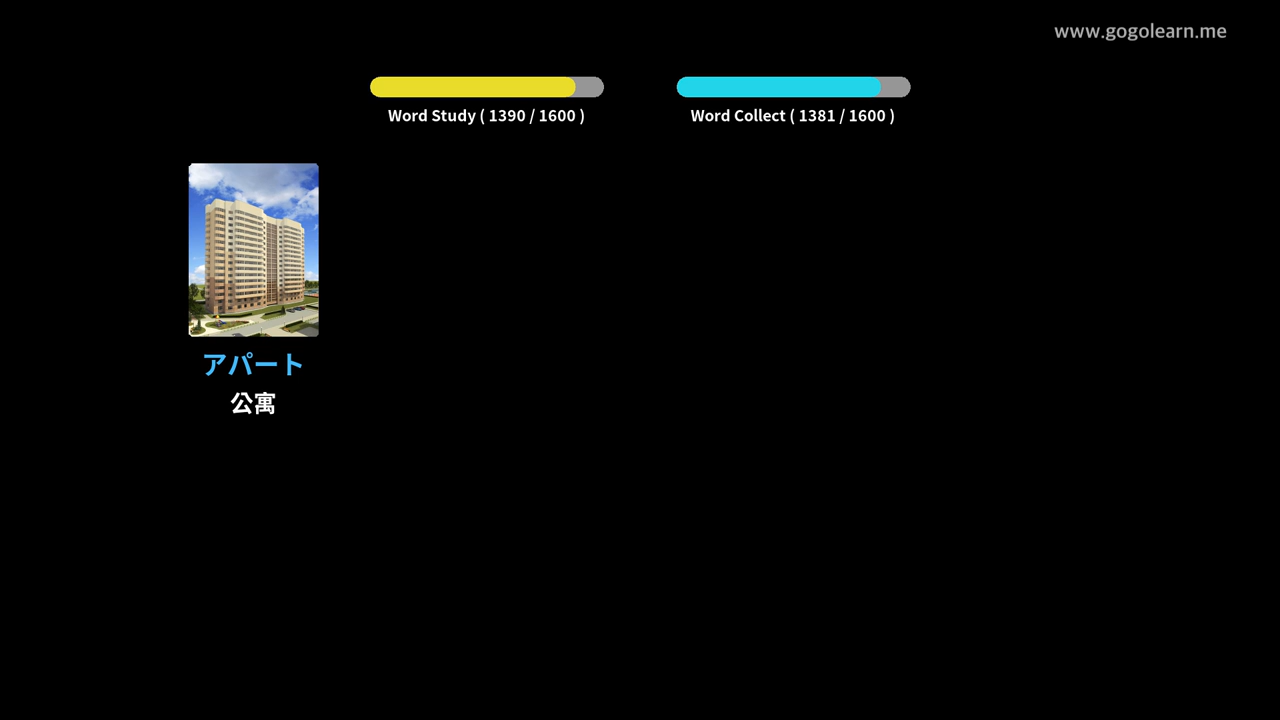 www.gogolearn.me
Word Study ( 1390 / 1600 )
Word Collect ( 1381 / 1600 )
アパート
公寓